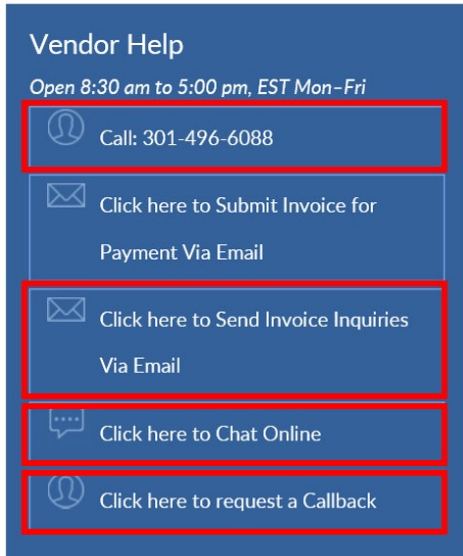 Vendor Help
Open 8:30 am to 5:00 pm, EST Mon–Fri
Call: 301-496-6088
Click here to Submit Invoice for
Payment Via Email
Click here to Send Invoice Inquiries
Via Email
Click here to Chat Online
Click here to request a Callback